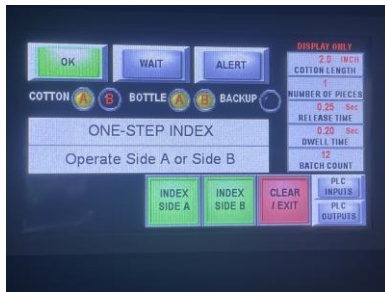 OK
WAIT
ALERT
COTTON A B BOTTLE A B BACKUP
ONE-STEP INDEX
Operate Side A or Side B
INDEX SIDE A
INDEX SIDE B
CLEAR / EXIT
DISPLAY ONLY
2.0 INCH
COTTON LENGTH
1
NUMBER OF PIECES
0.25 Sec
RELEASE TIME
0.20 Sec
DWELL TIME
12
BATCH COUNT
PLC
INPUTS
PLC
OUTPUTS